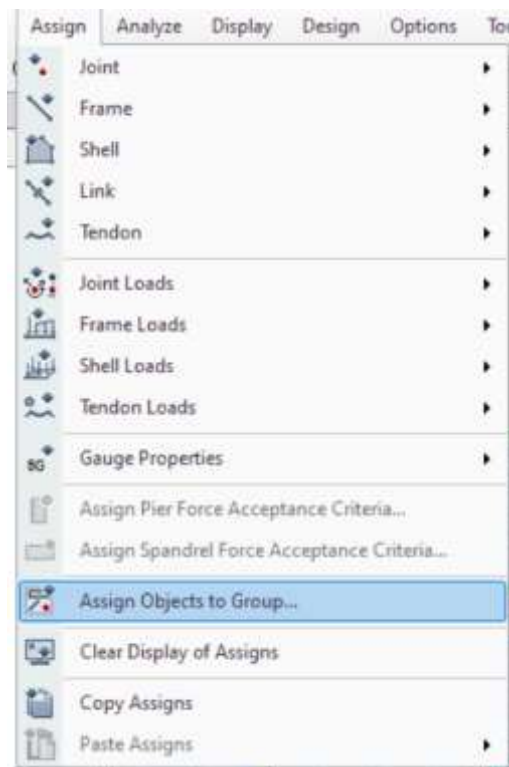 Assign Analyze Display Design Options
Joint
Frame
Shell
Link
Tendon
Joint Loads
Frame Loads
Shell Loads
Tendon Loads
SG Gauge Properties
Assign Pier Force Acceptance Criteria...
Assign Spandrel Force Acceptance Criteria...
Assign Objects to Group...
Clear Display of Assigns
Copy Assigns
Paste Assigns